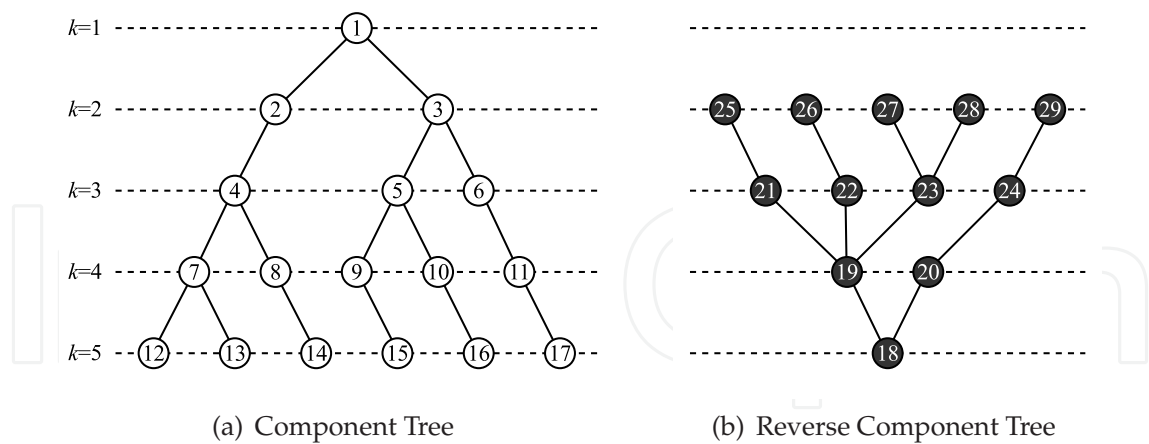 k=1 1
k=2 2 3 25 26 27 28 29
k=3 4 5 6 21 22 23 24
k=4 7 8 9 10 11 19 20
k=5 12 13 14 15 16 17 18
(a) Component Tree (b) Reverse Component Tree